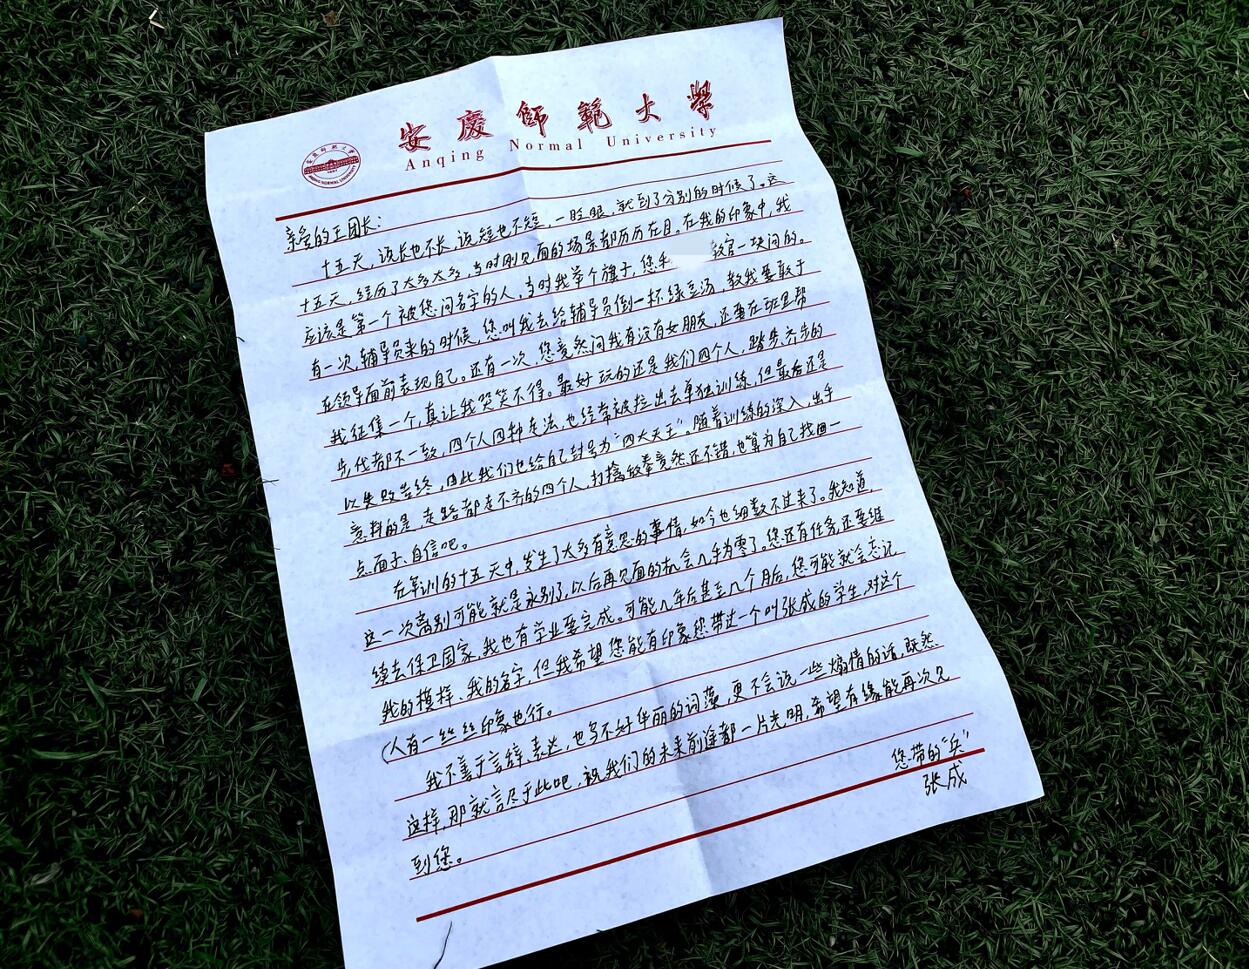 安慶師範大學
Anqing Normal University
安慶師範大學
ANQING NORMAL UNIVERSITY
亲爱的王团长：
十五天，说长也不长，说短也不短，一眨眼，就到了分别的时候了。这
十五天，经历了太多太多，当时刚见面的场景都历历在目。在我的印象中，我
应该是第一个被您问名字的人，当时我举个旗子，您和 教官一块问的。
有一次，辅导员来的时候，您叫我去给辅导员倒一杯绿豆汤，教我要敢于
在领导面前表现自己。还有一次，您竟然问我有没有女朋友，还要在班里帮
我征集一个，真让我哭笑不得。最好玩的还是我们四个人，踏步、齐步的
步伐都不一致，四个人四种走法，也经常被拉出去单独训练，但最后还是
以失败告终，因此我们也给自己封号为“四大天王”。随着训练的深入，出乎
意料的是，走路都走不齐的四个人，打擒敌拳竟然还不错，也算为自己找回一
点面子、自信吧。
在军训的十五天中，发生了太多有意思的事情，如今也细数不过来了。我知道，
这一次离别可能就是永别了，以后再见面的机会几乎为零了。您还有任务还要继
续去保卫国家，我也有学业要完成。可能几年后甚至几个月后，您可能就会忘记
我的模样、我的名字，但我希望您能有印象您带过一个叫张成的学生，对这个
人有一丝丝印象也行。
我不善于言辞、表达，也多不好华丽的词藻，更不会说一些煽情的话，既然
这样，那就言尽于此吧，祝我们的未来前途都一片光明，希望有缘能再次见
到您。
您带的“兵”
张成